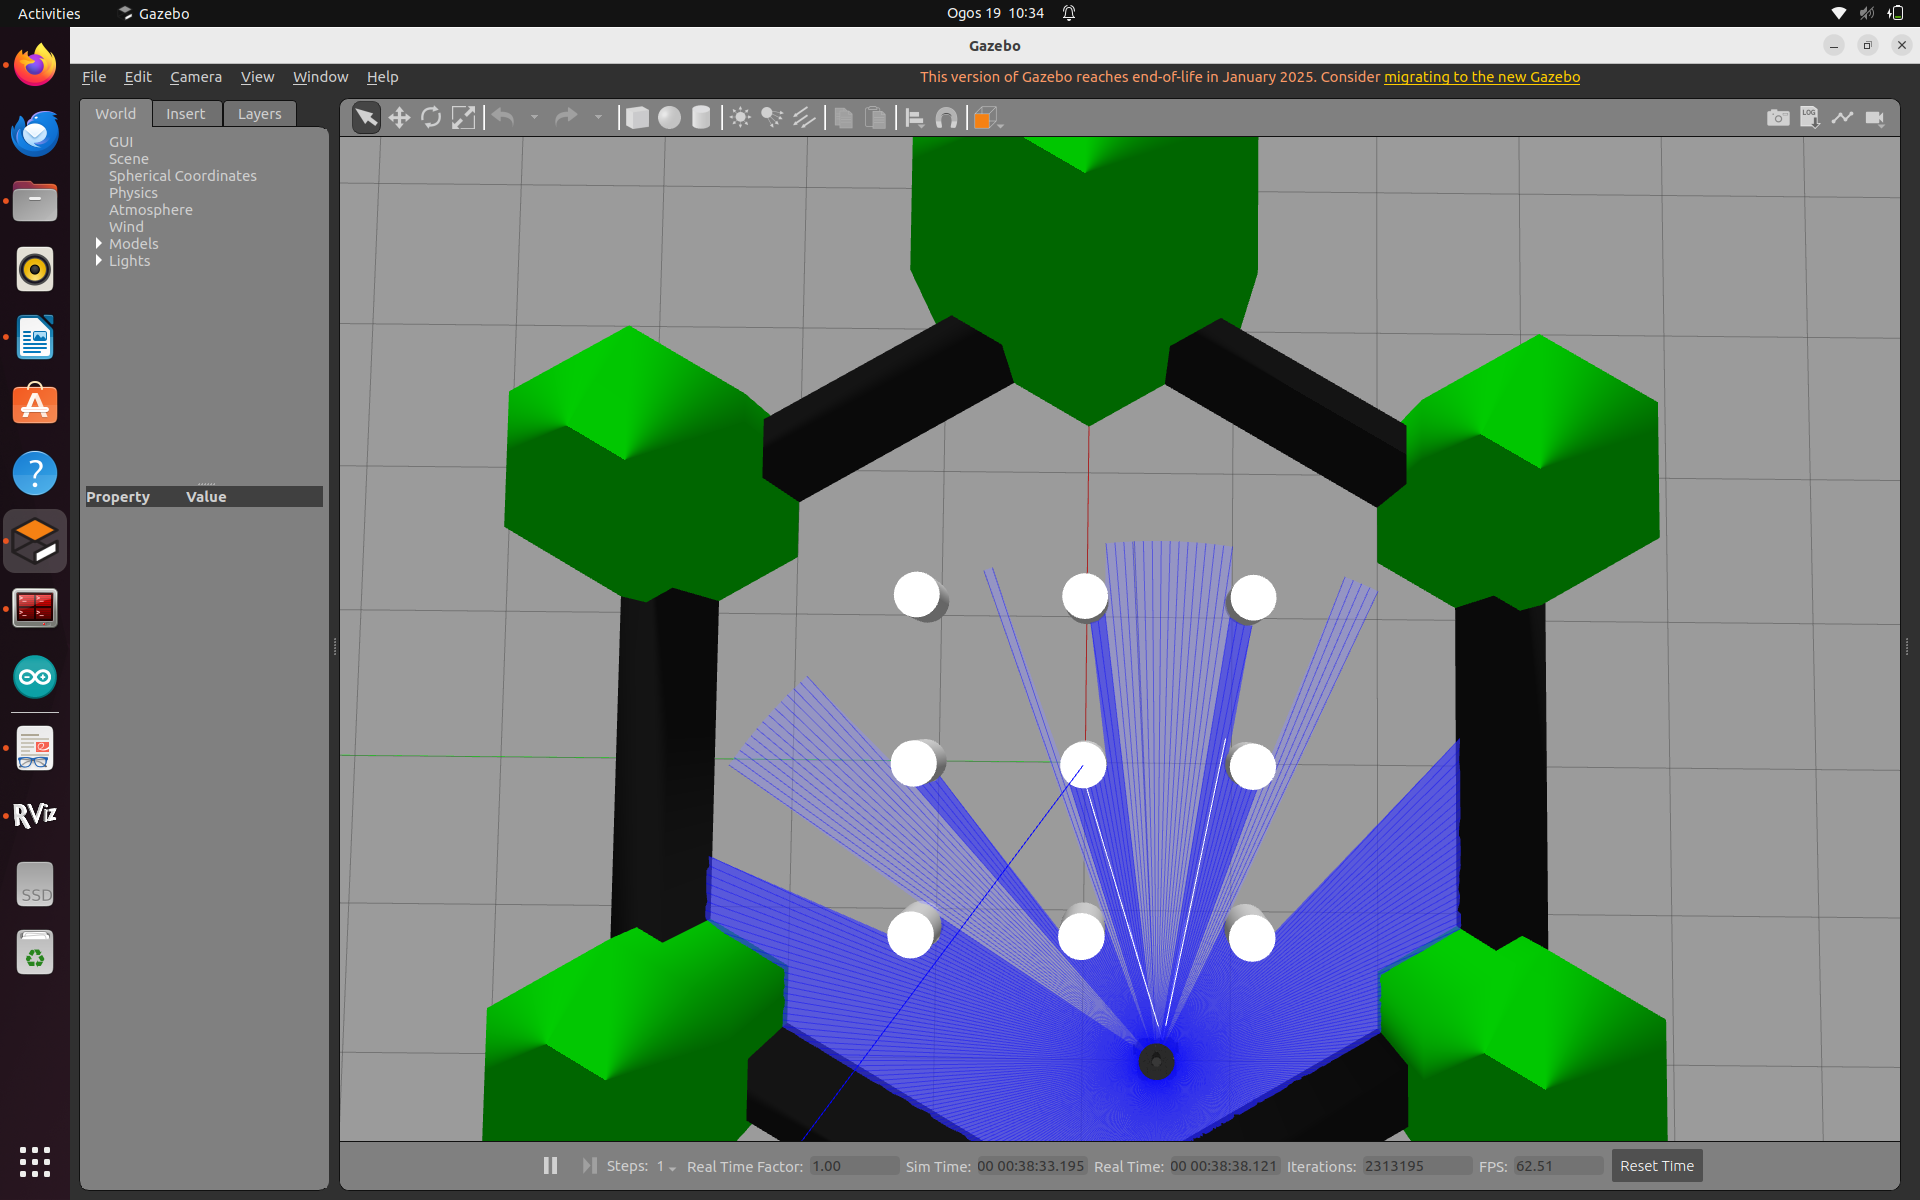 Activities Gazebo Ogos 19 10:34
Gazebo
File Edit Camera View Window Help This version of Gazebo reaches end-of-life in January 2025. Consider migrating to the new Gazebo
World Insert Layers
LOG
GUI
Scene
Spherical Coordinates
Physics
Atmosphere
Wind
Models
Lights
Property Value
RViz
SSD
Steps: 1 Real Time Factor: 1.00 Sim Time: 00 00:38:33.195 Real Time: 00 00:38:38.121 Iterations: 2313195 FPS: 62.51 Reset Time